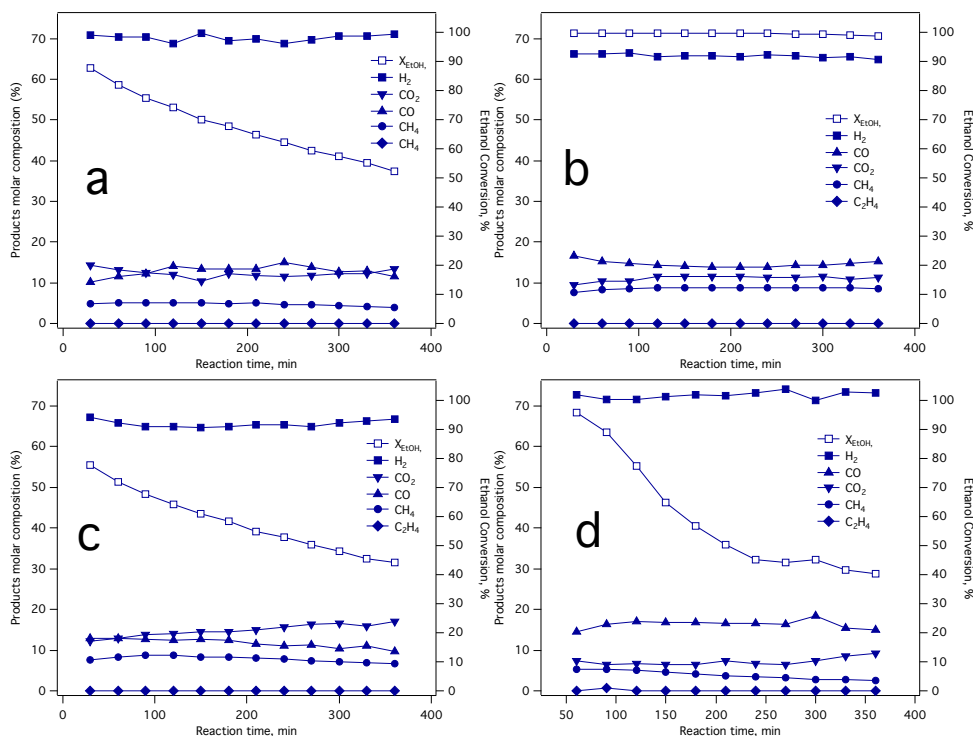 70
60
50
40
30
20
10
0
Products molar composition (%)
100
90
80
70
60
50
40
30
20
10
0
Ethanol Conversion, %
X EtOH,
H2
CO2
CO
CH4
CH4
a
0
100
200
300
400
Reaction time, min
70
60
50
40
30
20
10
0
Products molar composition (%)
100
90
80
70
60
50
40
30
20
10
0
Ethanol Conversion, %
X EtOH,
H2
CO
CO2
CH4
C2H4
b
0
100
200
300
400
Reaction time, min
70
60
50
40
30
20
10
0
Products molar composition (%)
100
90
80
70
60
50
40
30
20
10
0
Ethanol Conversion, %
X EtOH,
H2
CO2
CO
CH4
C2H4
c
0
100
200
300
400
Reaction time, min
70
60
50
40
30
20
10
0
Products molar composition (%)
100
90
80
70
60
50
40
30
20
10
0
Ethanol Conversion, %
X EtOH,
H2
CO
CO2
CH4
C2H4
d
50
100
150
200
250
300
350
400
Reaction time, min